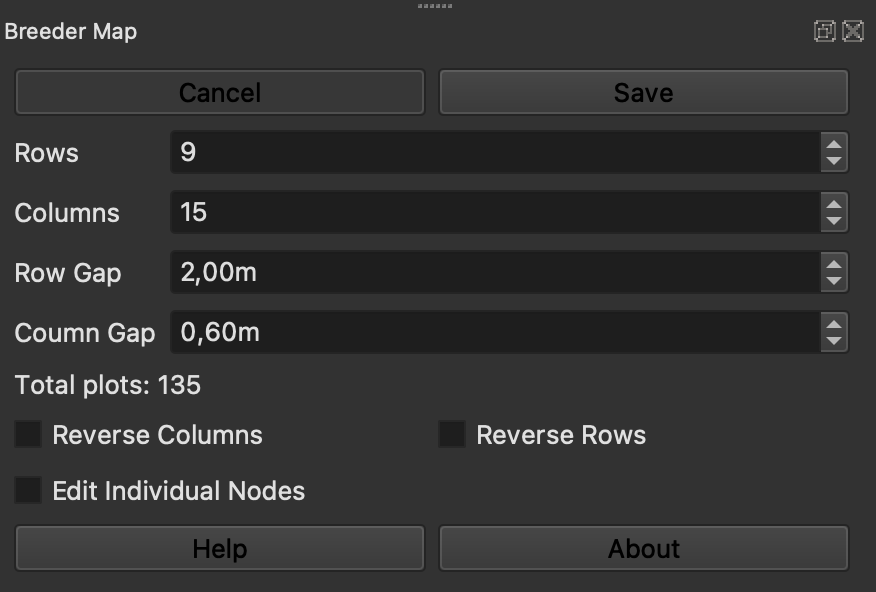 Breeder Map
Cancel Save
Rows 9
Columns 15
Row Gap 2,00m
Coumn Gap 0,60m
Total plots: 135
Reverse Columns Reverse Rows
Edit Individual Nodes
Help About